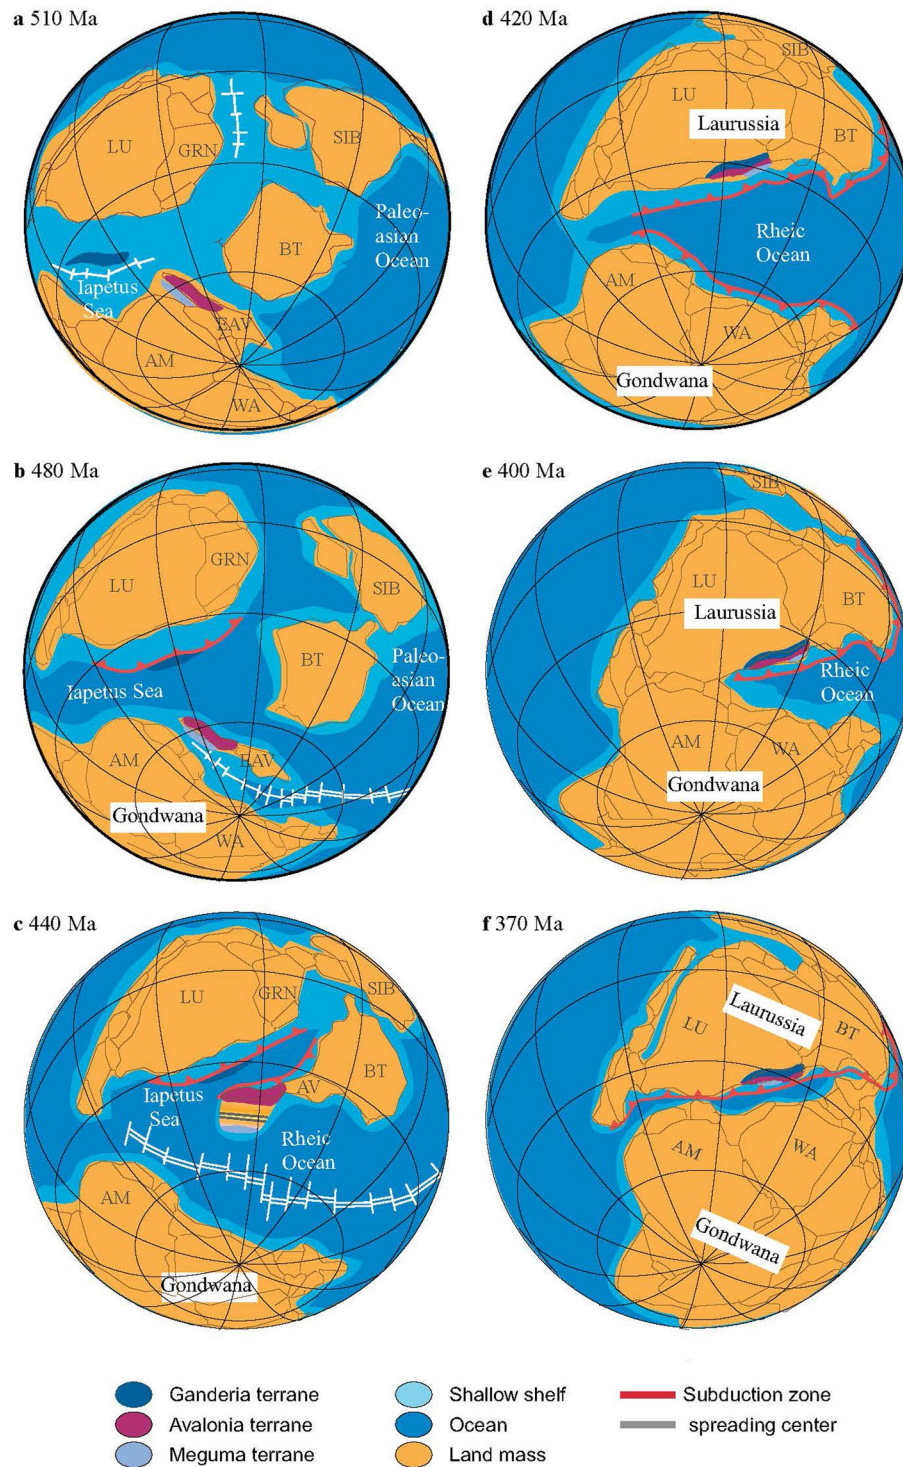 a 510 Ma
LU
GRN
SIB
Paleo-
asian
Ocean
BT
Iapetus
Sea
EAV
AM
WA
b 480 Ma
GRN
LU
SIB
BT
Paleo-
asian
Ocean
Iapetus Sea
AM
EAV
Gondwana
WA
c 440 Ma
LU
GRN
SIB
BT
AV
Iapetus
Sea
Rheic
Ocean
AM
Gondwana
d 420 Ma
SIB
LU
Laurussia
BT
Rheic
Ocean
AM
WA
Gondwana
e 400 Ma
SIB
LU
BT
Laurussia
Rheic
Ocean
AM
WA
Gondwana
f 370 Ma
Laurussia
LU
BT
AM
WA
Gondwana
Ganderia terrane
Avalonia terrane
Meguma terrane
Shallow shelf
Ocean
Land mass
Subduction zone
spreading center